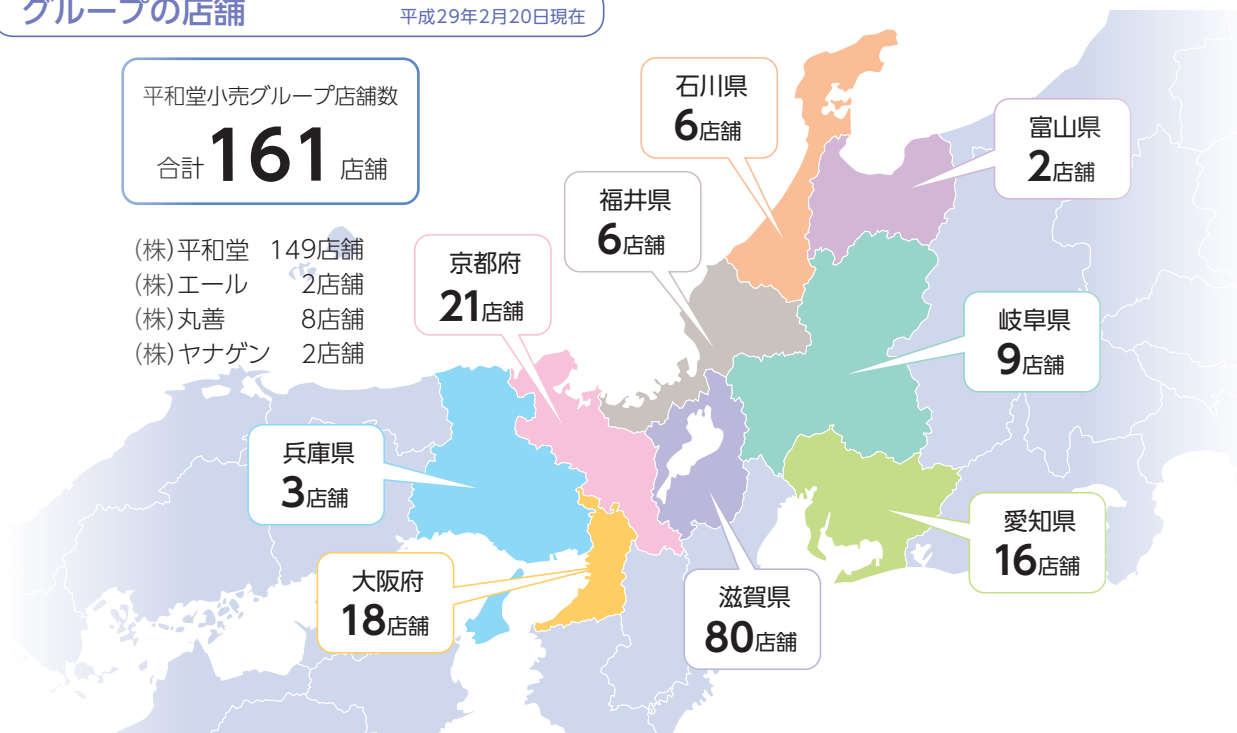 グループの店舗
平成29年2月20日現在
平和堂小売グループ店舗数
合計 161 店舗
(株)平和堂 149店舗
(株)エール 2店舗
(株)丸善 8店舗
(株)ヤナゲン 2店舗
石川県
6店舗
富山県
2店舗
福井県
6店舗
京都府
21店舗
岐阜県
9店舗
兵庫県
3店舗
愛知県
16店舗
大阪府
18店舗
滋賀県
80店舗